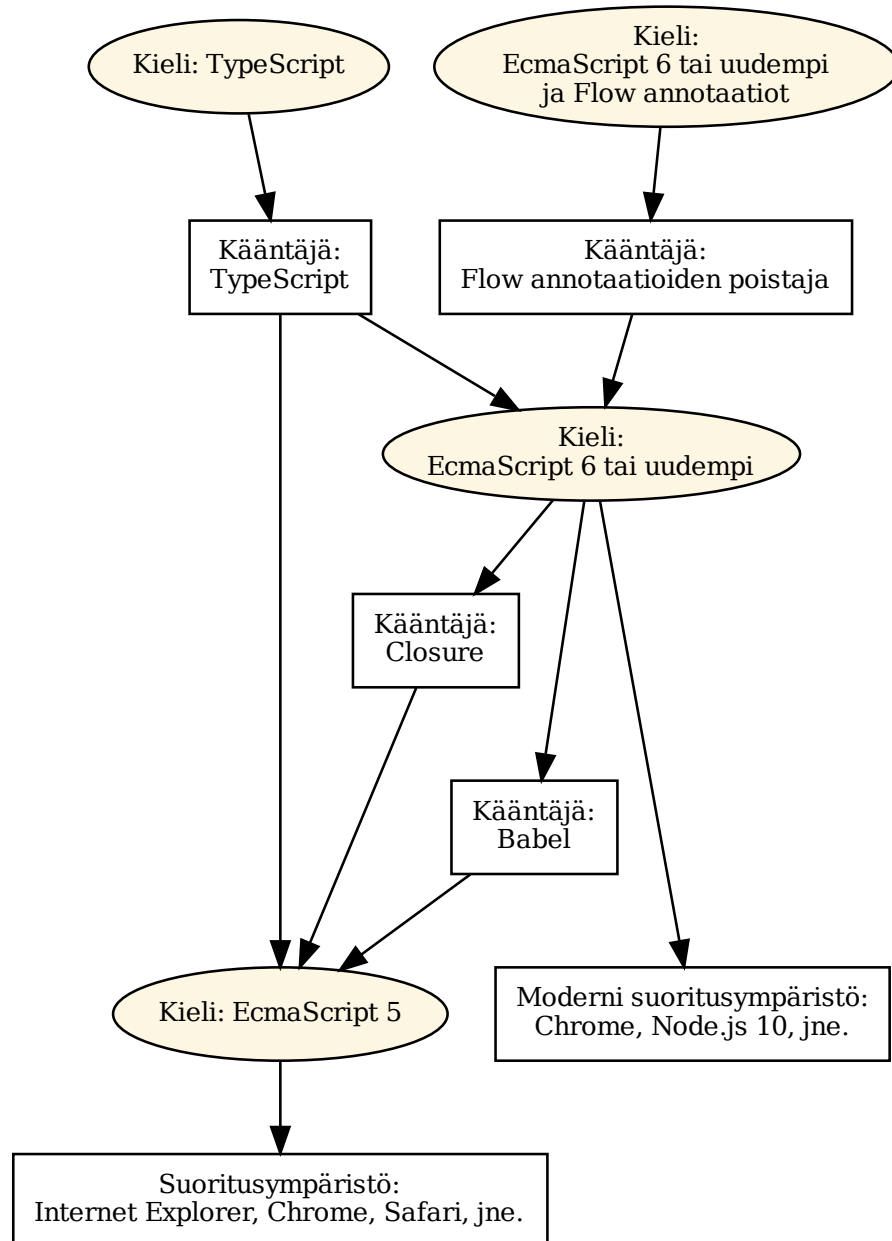 Kieli: TypeScript
Kieli:
EcmaScript 6 tai uudempi
ja Flow annotaatiot
Kääntäjä:
TypeScript
Kääntäjä:
Flow annotaatioiden poistaja
Kieli:
EcmaScript 6 tai uudempi
Kääntäjä:
Closure
Kääntäjä:
Babel
Kieli: EcmaScript 5
Moderni suoritusympäristö:
Chrome, Node.js 10, jne.
Suoritusympäristö:
Internet Explorer, Chrome, Safari, jne.